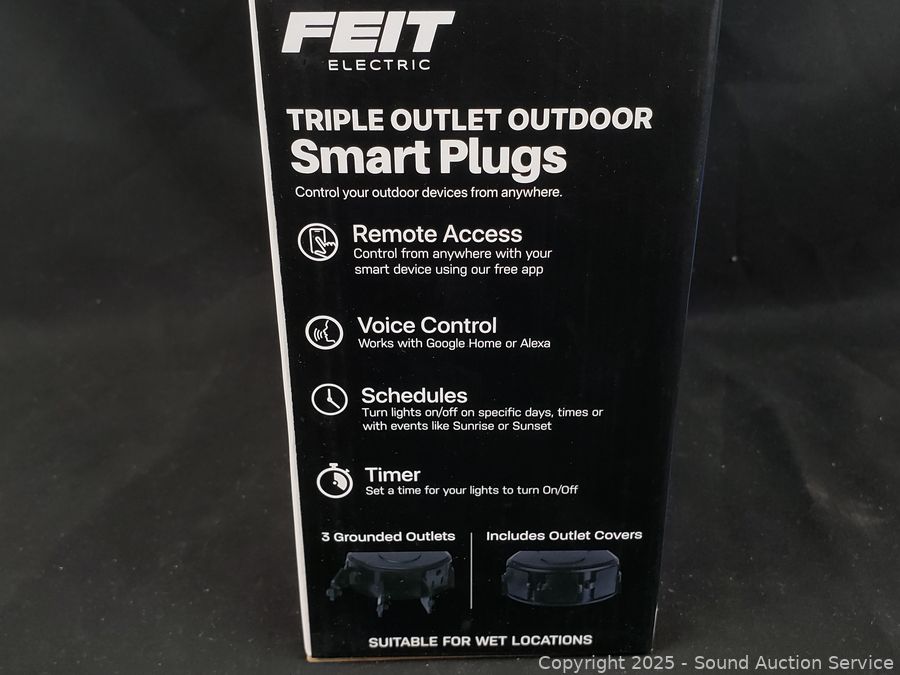 FEIT
ELECTRIC
TRIPLE OUTLET OUTDOOR
Smart Plugs
Control your outdoor devices from anywhere.
Remote Access
Control from anywhere with your
smart device using our free app
Voice Control
Works with Google Home or Alexa
Schedules
Turn lights on/off on specific days, times or
with events like Sunrise or Sunset
Timer
Set a time for your lights to turn On/Off
3 Grounded Outlets
Includes Outlet Covers
SUITABLE FOR WET LOCATIONS
Copyright 2025 - Sound Auction Service